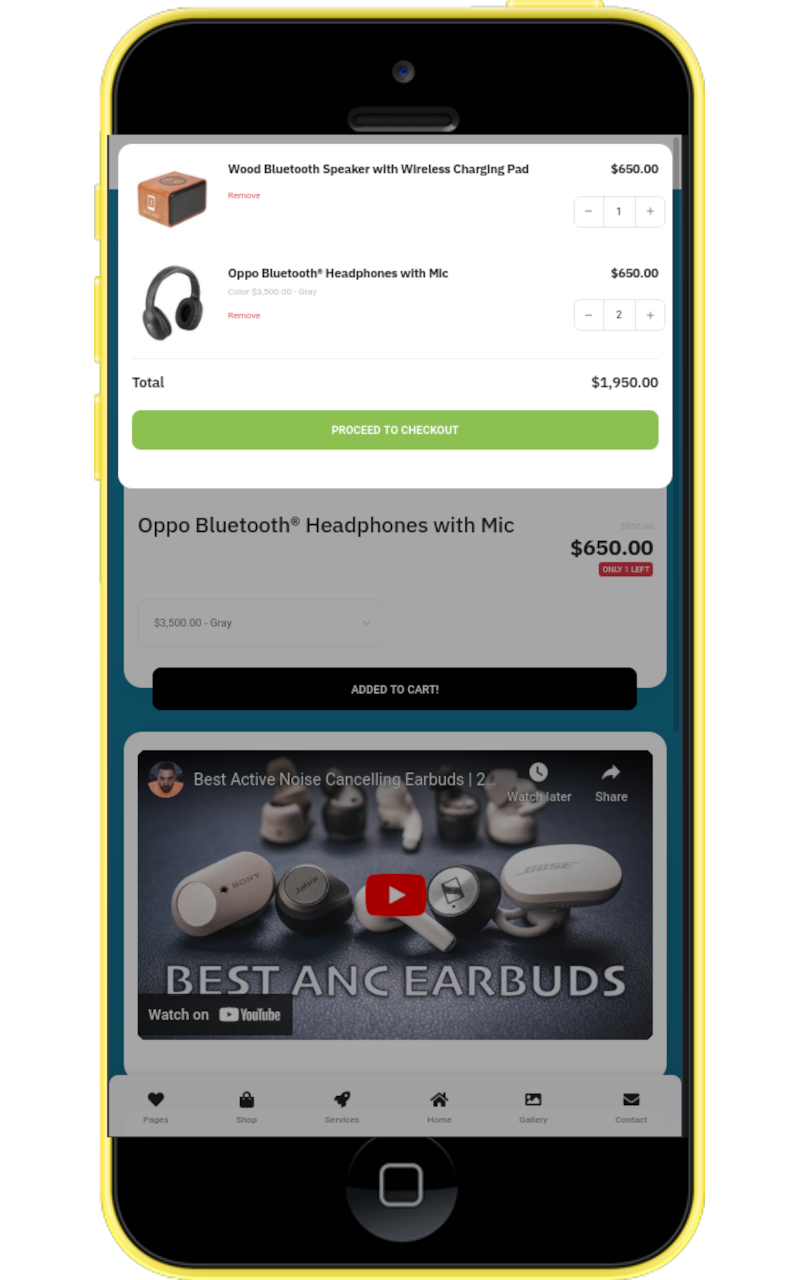 Wood Bluetooth Speaker with Wireless Charging Pad
$650.00
Remove
− 1 +
Oppo Bluetooth® Headphones with Mic
$650.00
Color $3,500.00 - Gray
Remove
− 2 +
Total
$1,950.00
PROCEED TO CHECKOUT
Oppo Bluetooth® Headphones with Mic
$650.00
ONLY 1 LEFT
$3,500.00 - Gray
ADDED TO CART!
Best Active Noise Cancelling Earbuds | 2...
Watch later
Share
SONY
Jabra
BOSE
BEST ANC EARBUDS
Watch on YouTube
Pages
Shop
Services
Home
Gallery
Contact